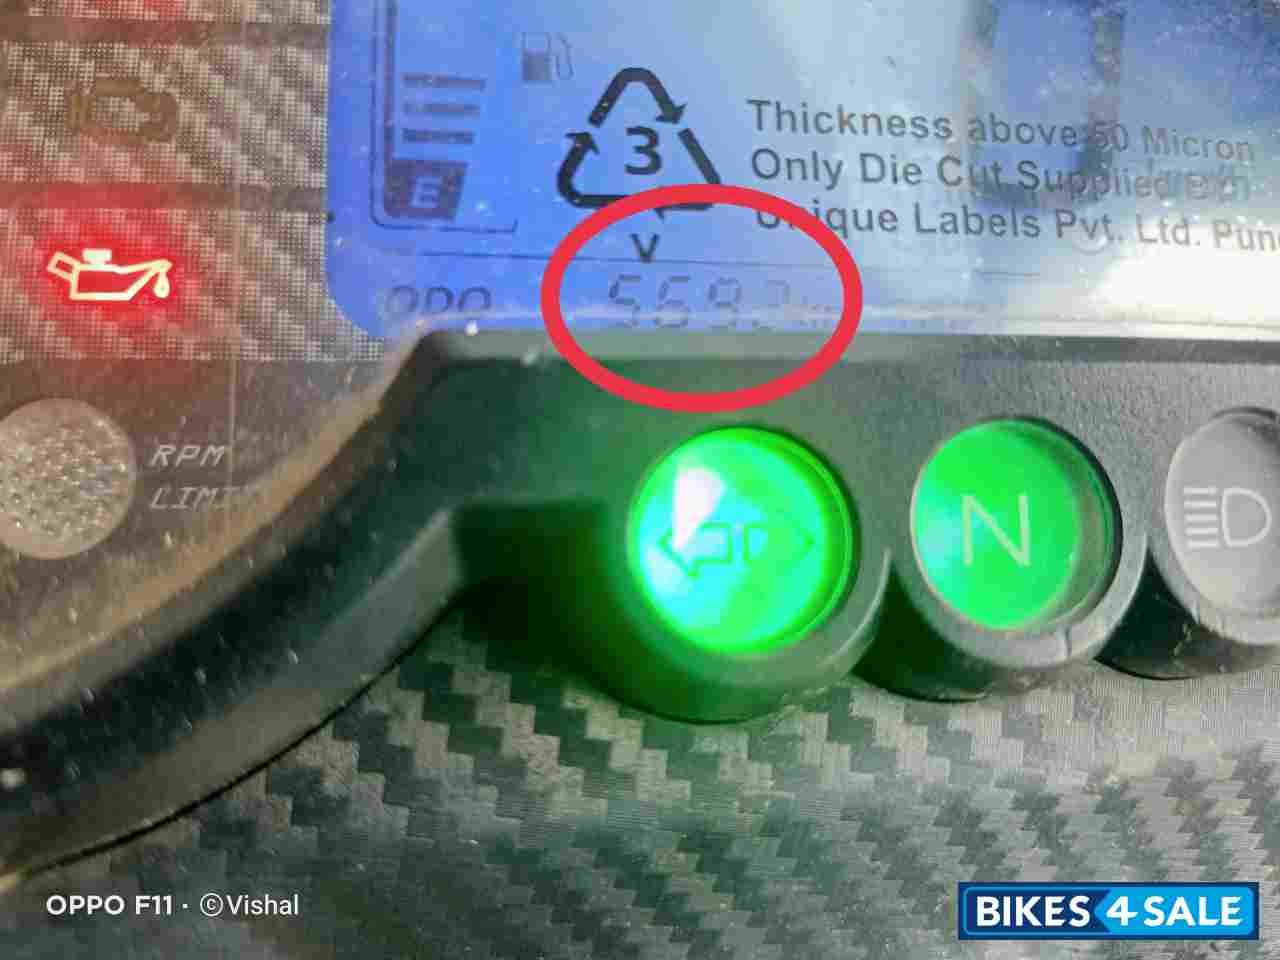 3
V
Thickness above 50 Micron
Only Die Cut Supplied
Unique Labels Pvt. Ltd.
E
ODO
RPM
N
OPPO F11 · ©Vishal
BIKES 4 SALE